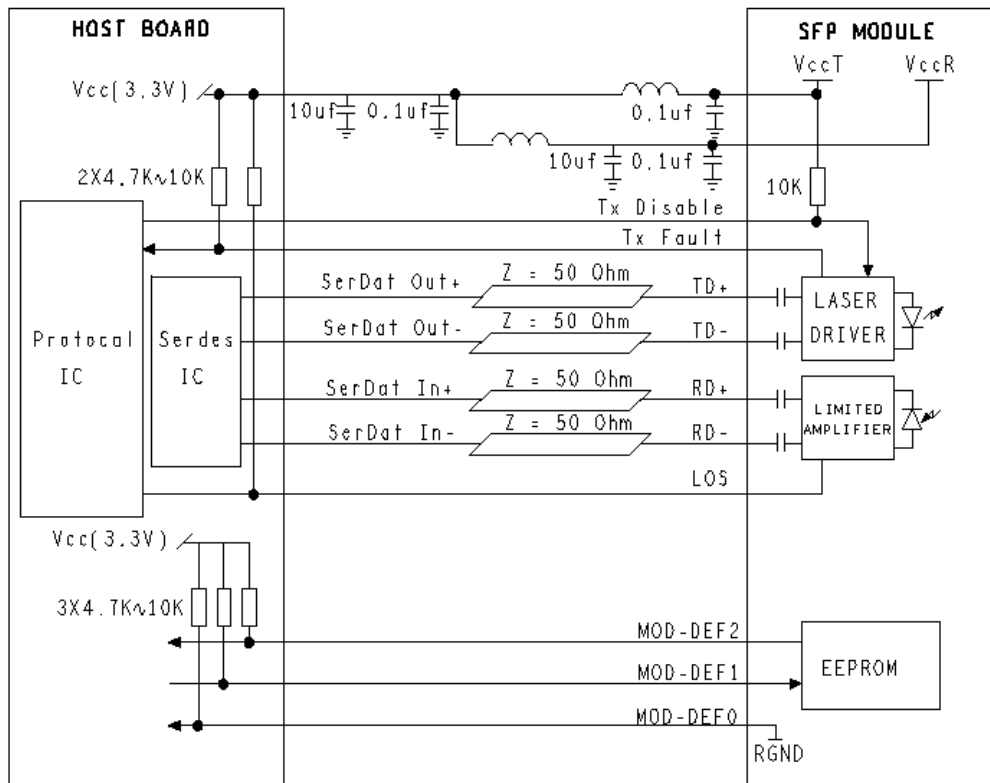 HOST BOARD
SFP MODULE
VccT
VccR
Vcc(3.3V)
10uf
0.1uf
0.1uf
10uf
0.1uf
2X4.7K~10K
10K
Tx Disable
Tx Fault
SerDat Out+
Z = 50 Ohm
TD+
SerDat Out-
Z = 50 Ohm
TD-
LASER
DRIVER
Protocal
IC
Serdes
IC
SerDat In+
Z = 50 Ohm
RD+
SerDat In-
Z = 50 Ohm
RD-
LIMITED
AMPLIFIER
LOS
Vcc(3.3V)
3X4.7K~10K
MOD-DEF2
MOD-DEF1
MOD-DEF0
EEPROM
RGND